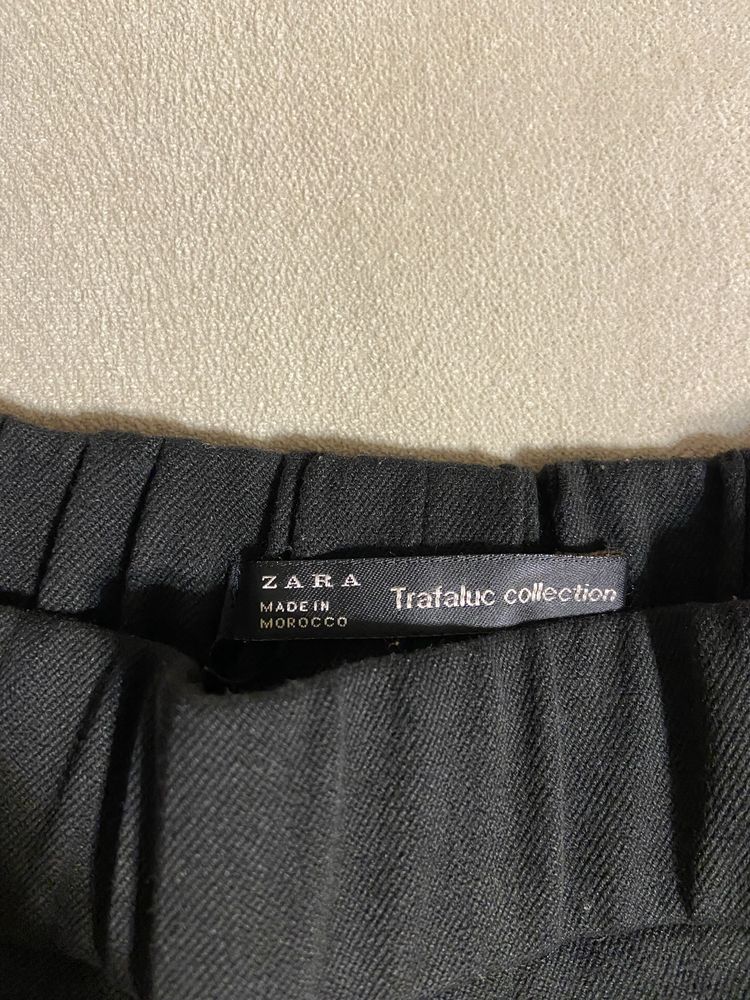 ZARA
MADE IN
MOROCCO
Trafaluc collection